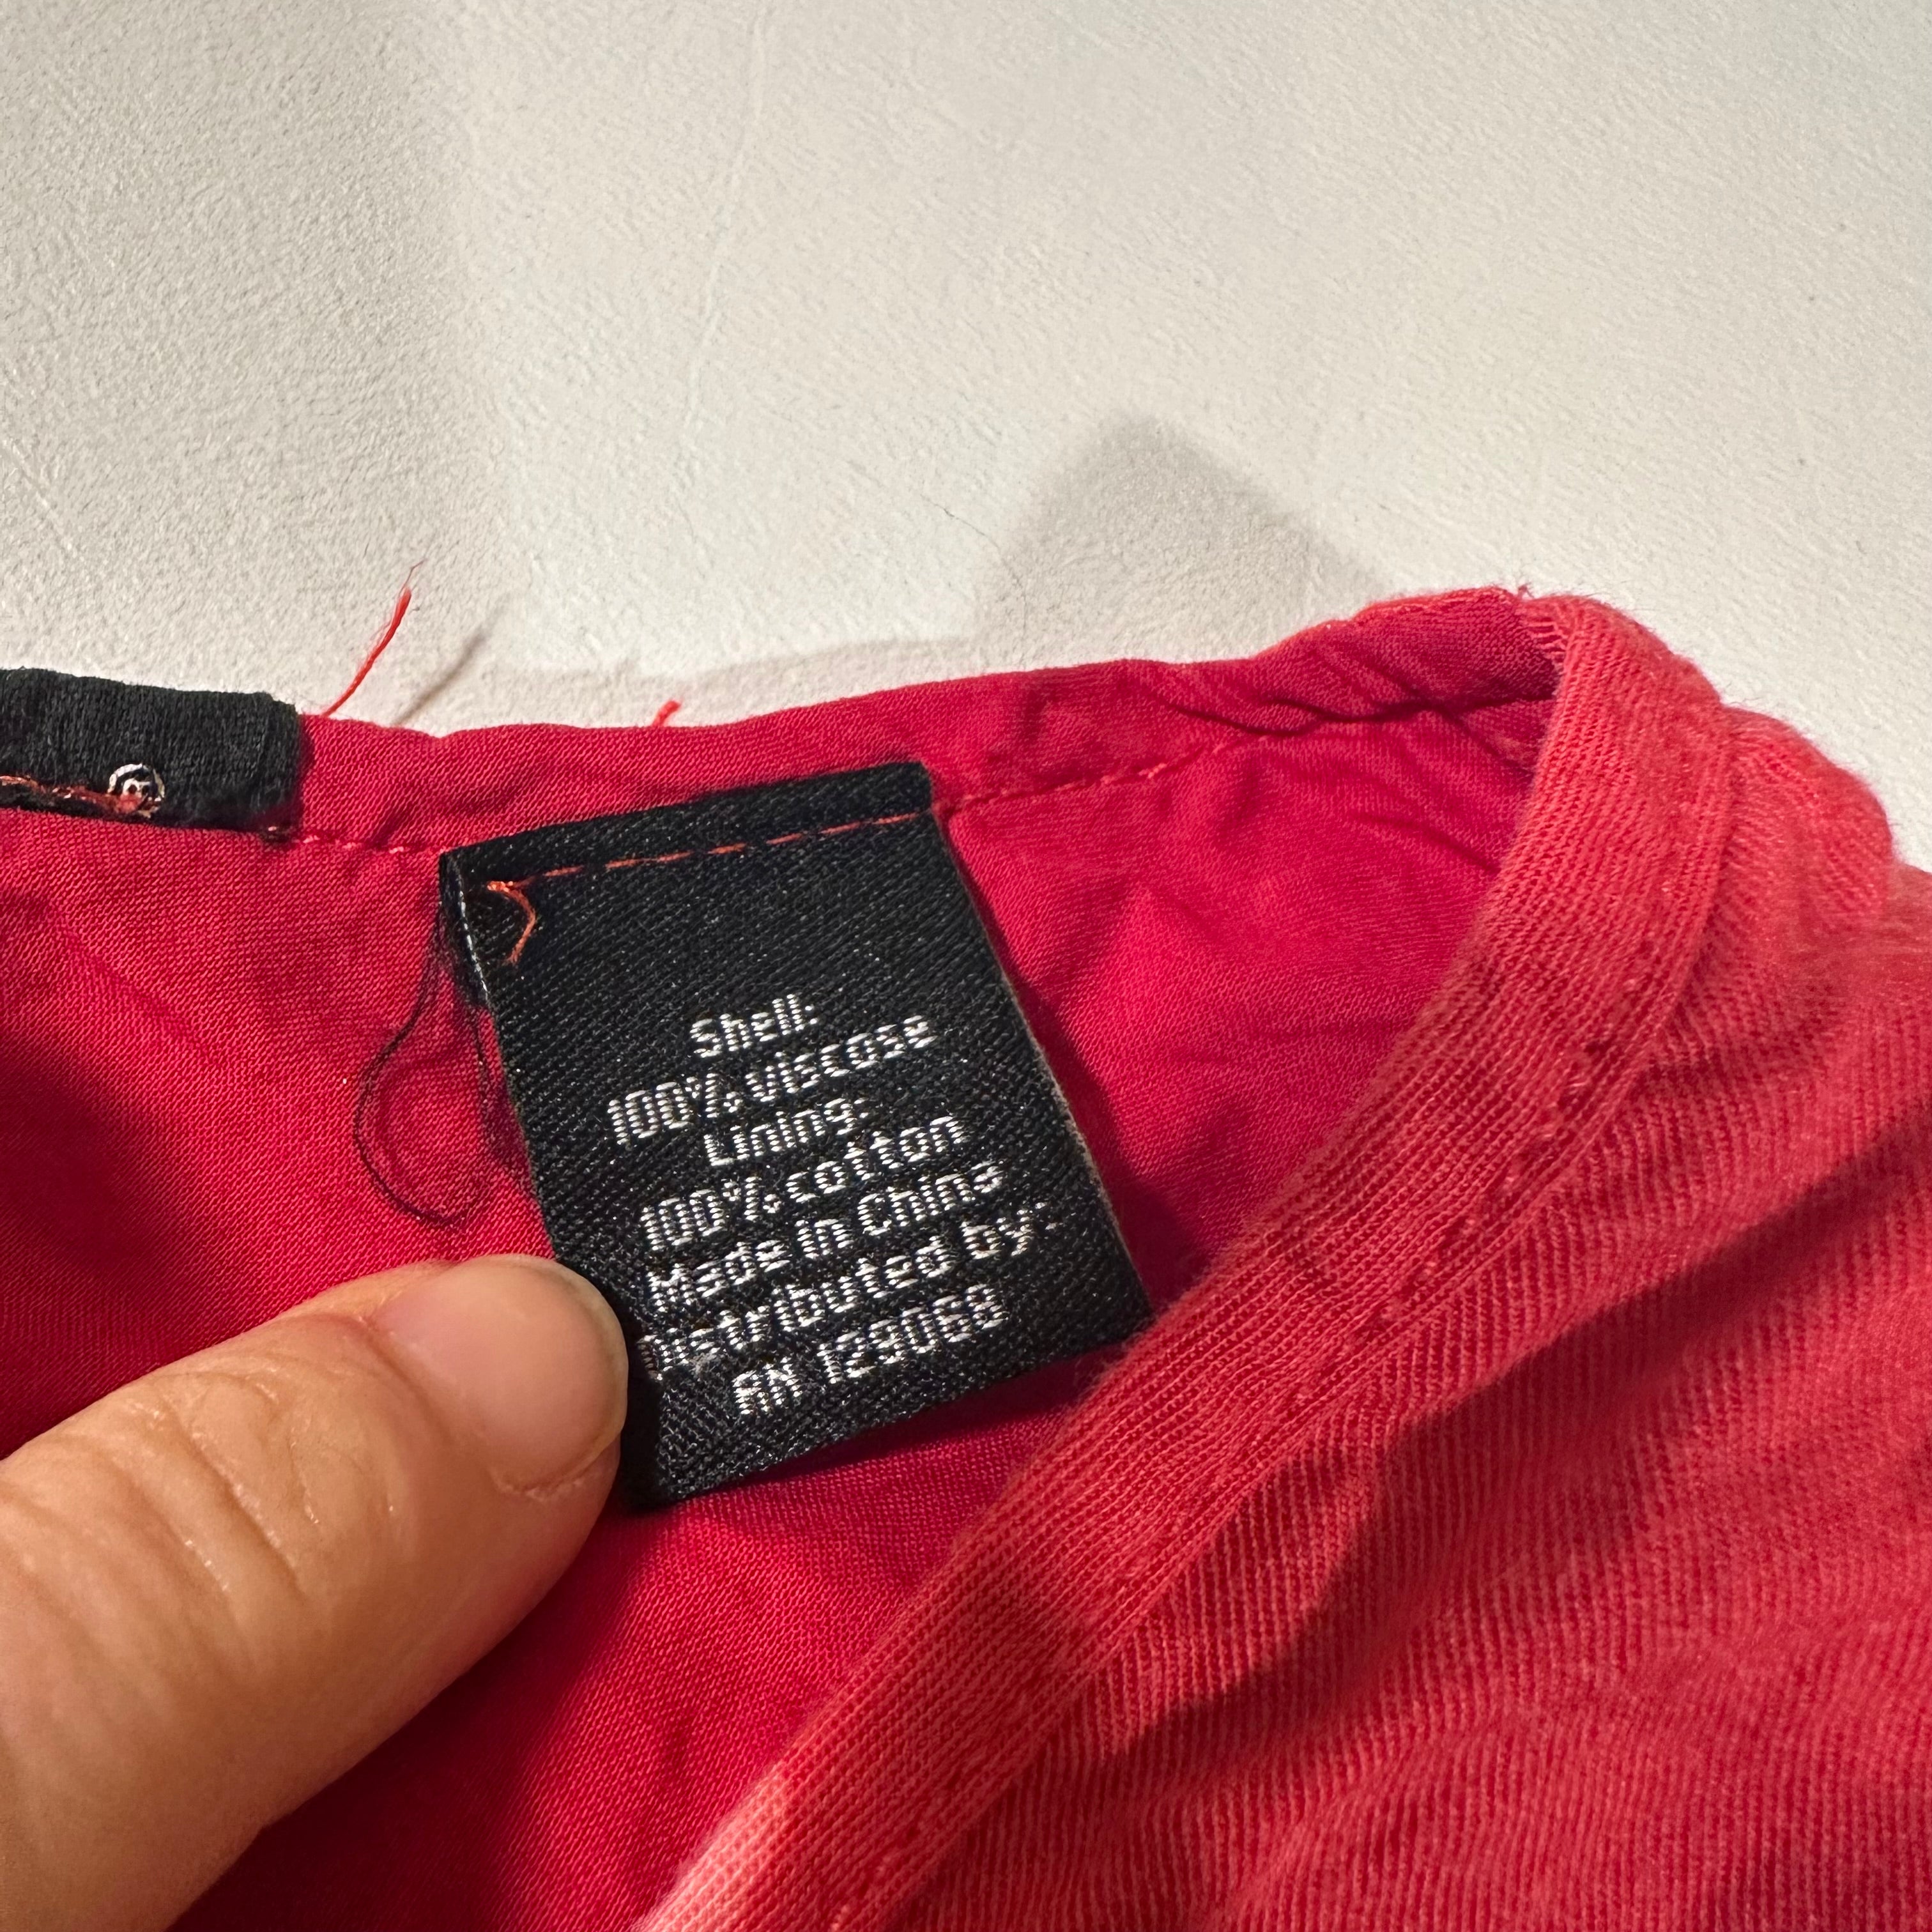 Shell:
100% viscose
Lining:
100% cotton
Made in China
Distributed by:
RN 129068